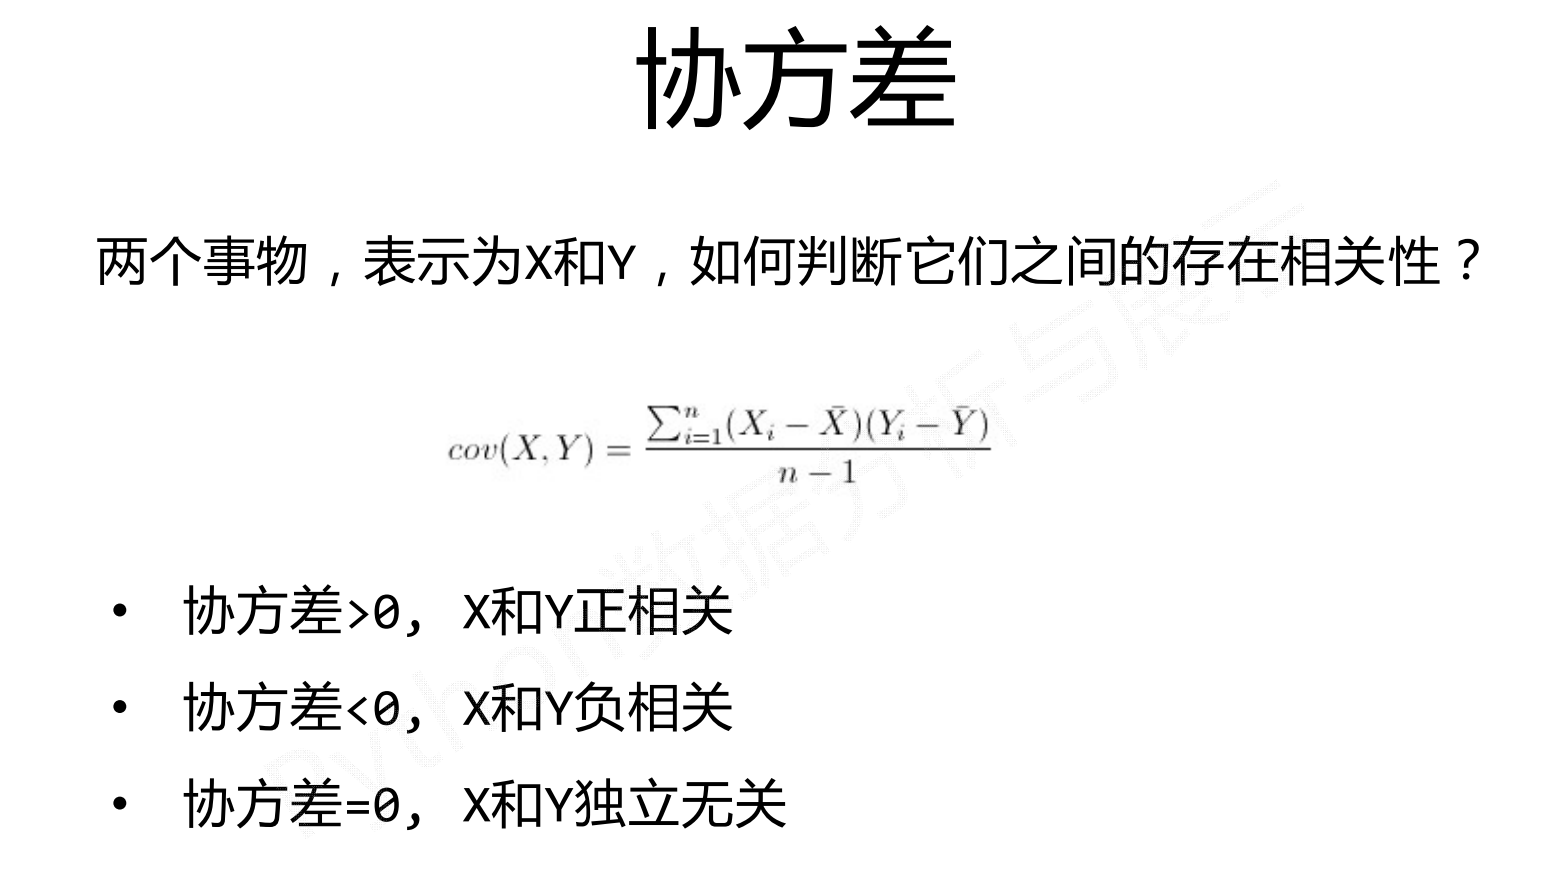 协方差
两个事物，表示为X和Y，如何判断它们之间的存在相关性？
cov(X, Y) = \frac{\sum_{i=1}^{n}(X_i - \bar{X})(Y_i - \bar{Y})}{n - 1}
• 协方差>0, X和Y正相关
• 协方差<0, X和Y负相关
• 协方差=0, X和Y独立无关
Python数据分析与展示